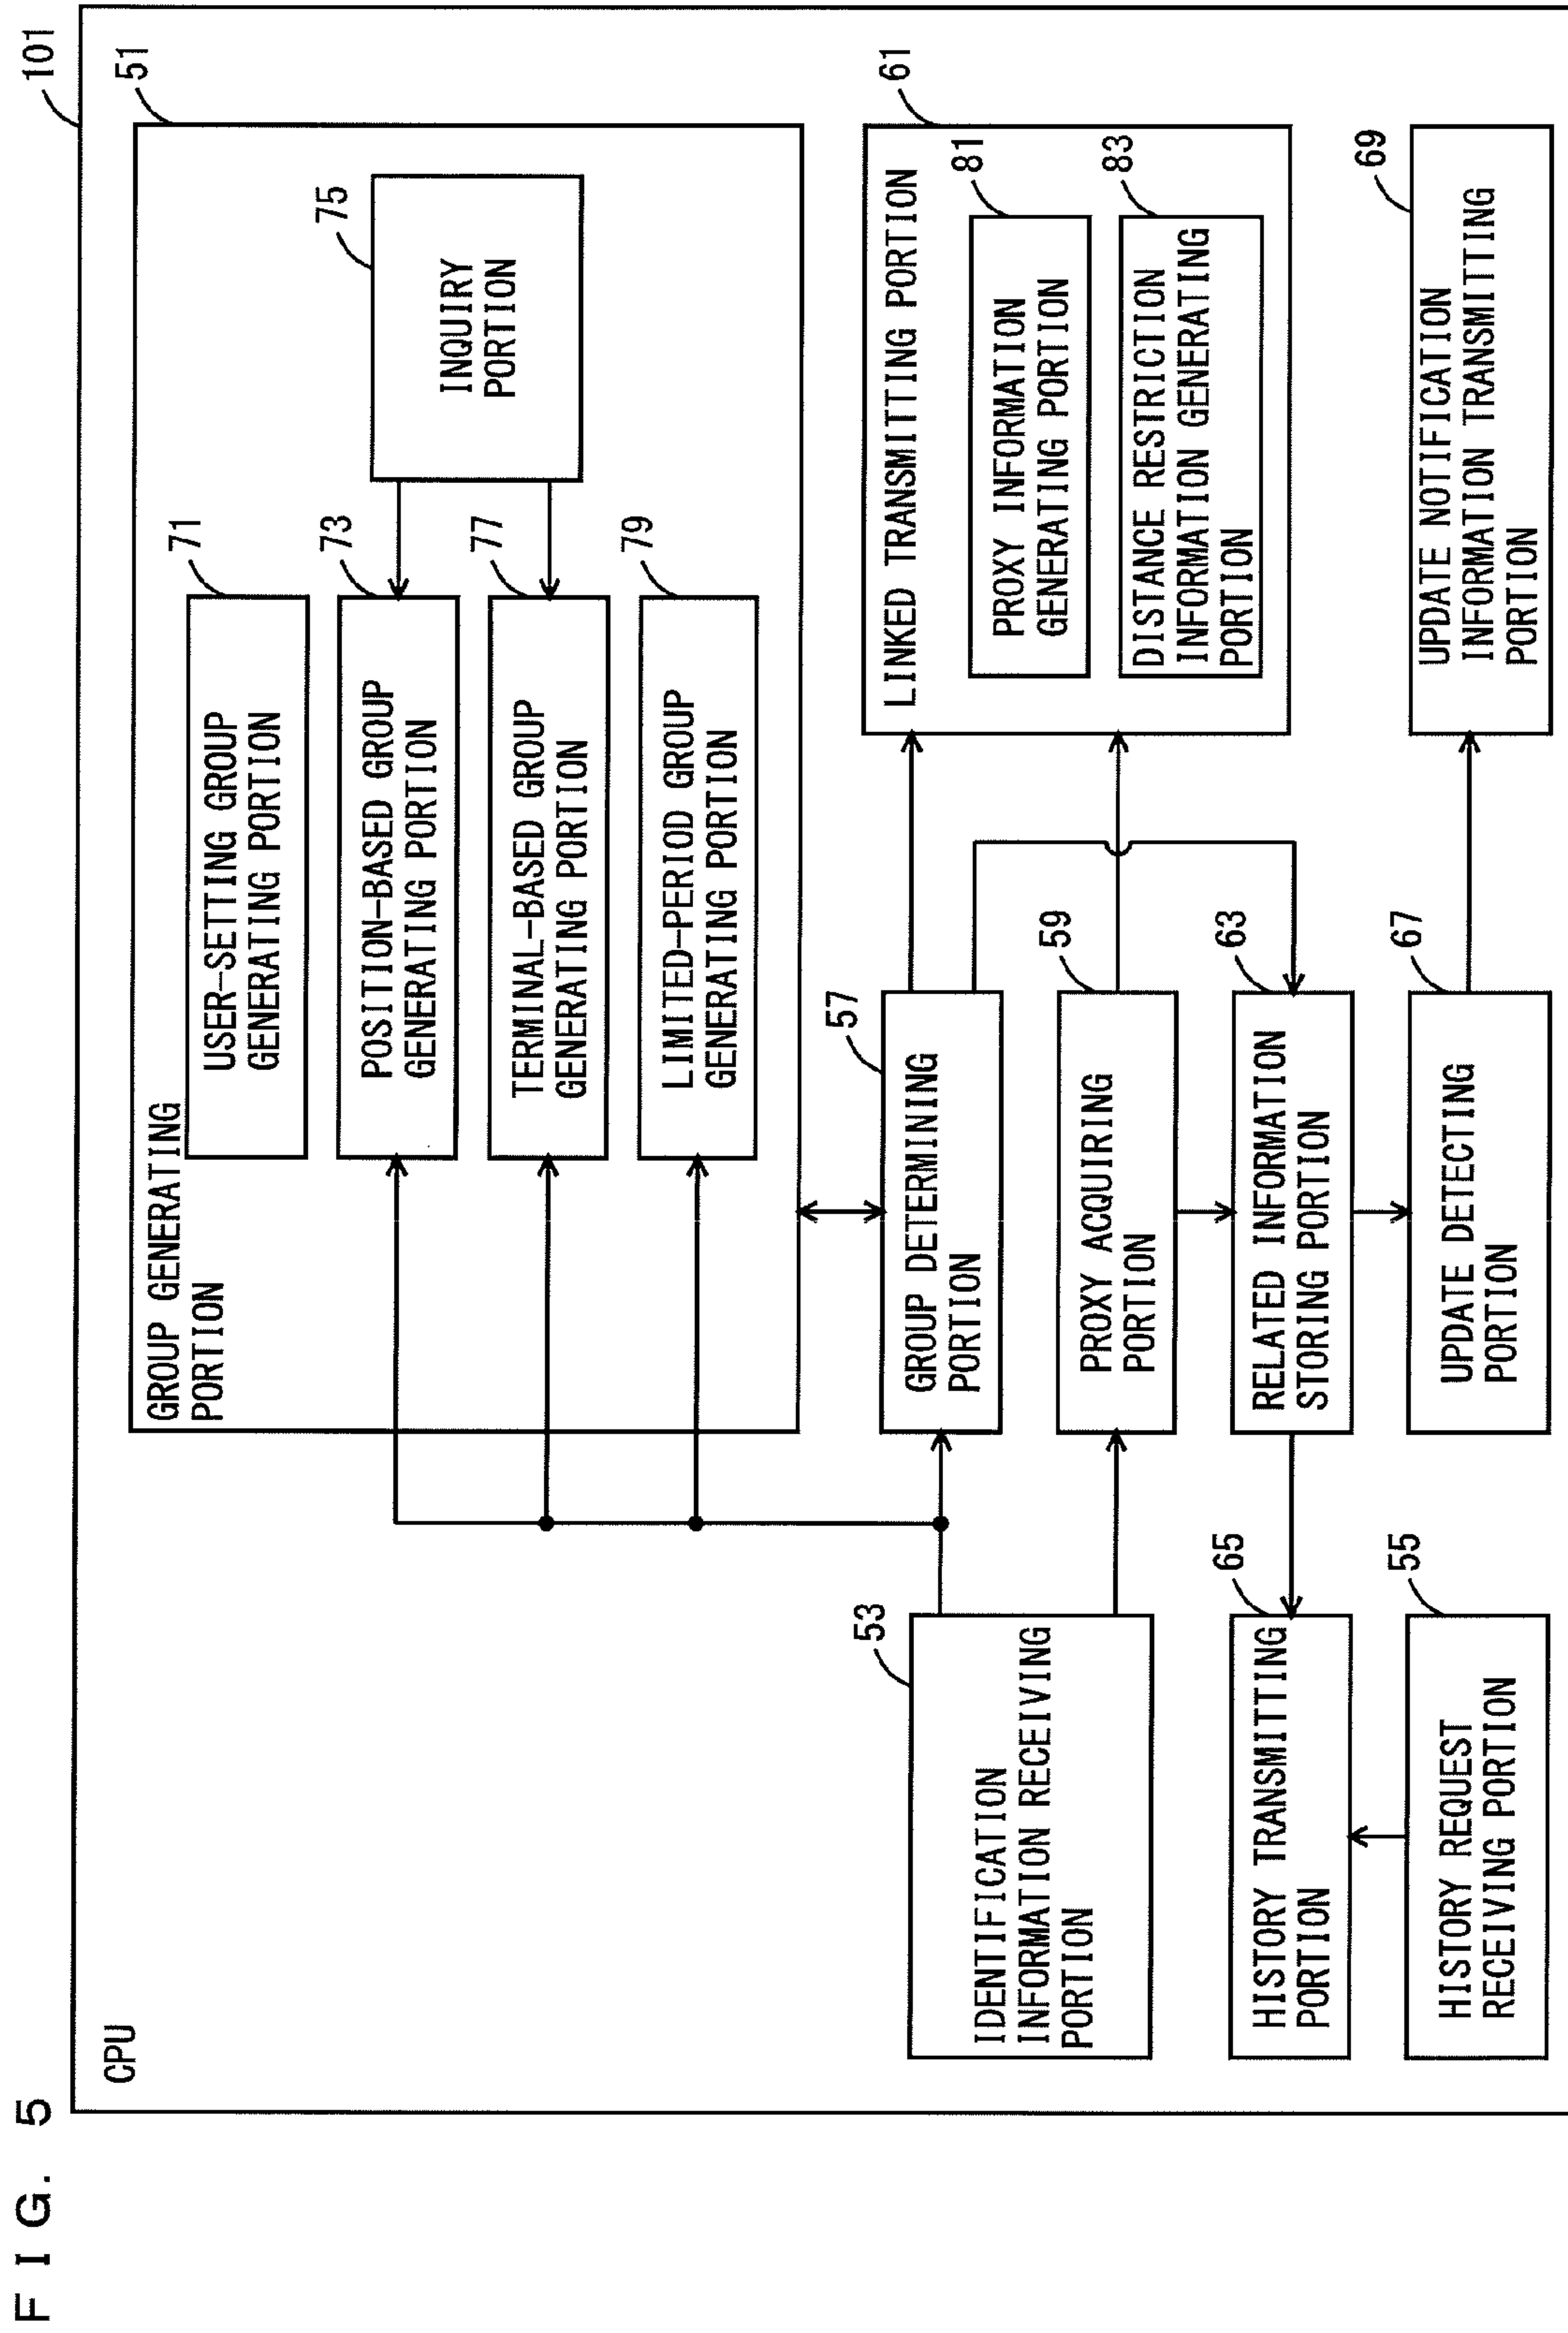 FIG. 5
101
CPU
51
GROUP GENERATING
PORTION
71
USER-SETTING GROUP
GENERATING PORTION
73
POSITION-BASED GROUP
GENERATING PORTION
75
INQUIRY
PORTION
77
TERMINAL-BASED GROUP
GENERATING PORTION
79
LIMITED-PERIOD GROUP
GENERATING PORTION
53
IDENTIFICATION
INFORMATION RECEIVING
PORTION
57
GROUP DETERMINING
PORTION
59
PROXY ACQUIRING
PORTION
61
LINKED TRANSMITTING PORTION
81
PROXY INFORMATION
GENERATING PORTION
83
DISTANCE RESTRICTION
INFORMATION GENERATING
PORTION
65
HISTORY TRANSMITTING
PORTION
63
RELATED INFORMATION
STORING PORTION
55
HISTORY REQUEST
RECEIVING PORTION
67
UPDATE DETECTING
PORTION
69
UPDATE NOTIFICATION
INFORMATION TRANSMITTING
PORTION